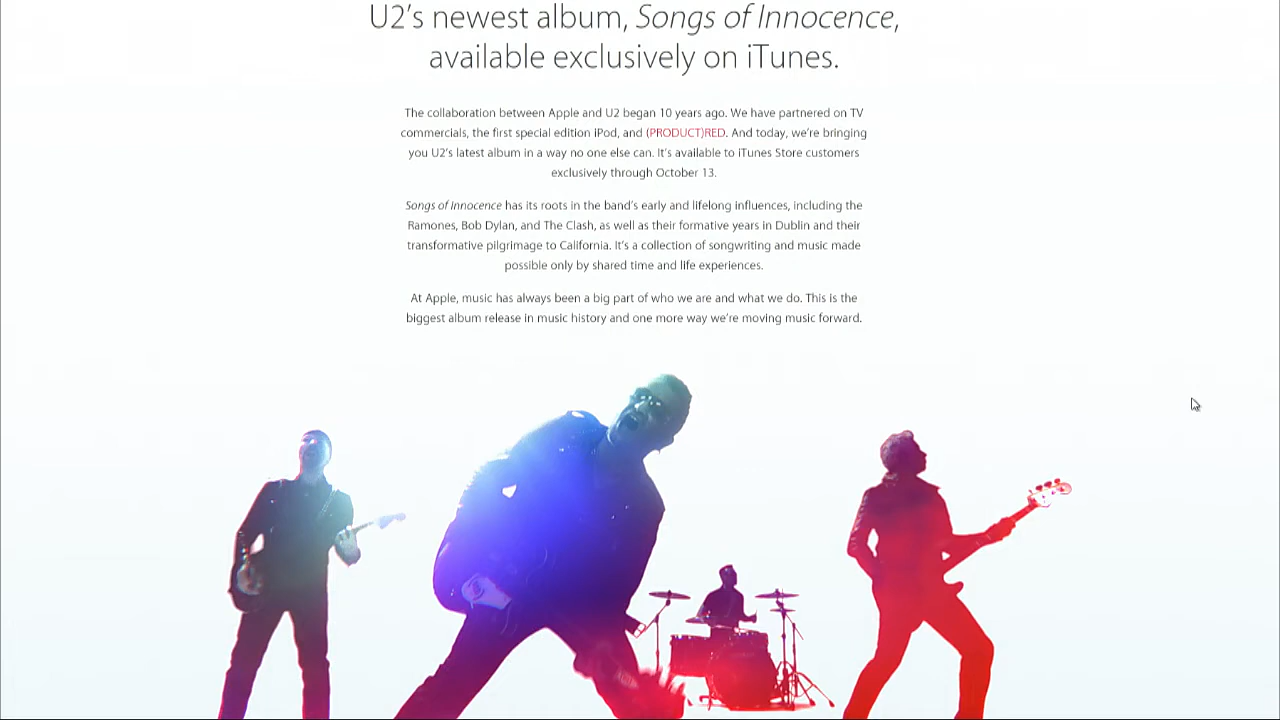 U2’s newest album, Songs of Innocence,
available exclusively on iTunes.
The collaboration between Apple and U2 began 10 years ago. We have partnered on TV
commercials, the first special edition iPod, and (PRODUCT)RED. And today, we’re bringing
you U2’s latest album in a way no one else can. It’s available to iTunes Store customers
exclusively through October 13.
Songs of Innocence has its roots in the band’s early and lifelong influences, including the
Ramones, Bob Dylan, and The Clash, as well as their formative years in Dublin and their
transformative pilgrimage to California. It’s a collection of songwriting and music made
possible only by shared time and life experiences.
At Apple, music has always been a big part of who we are and what we do. This is the
biggest album release in music history and one more way we’re moving music forward.